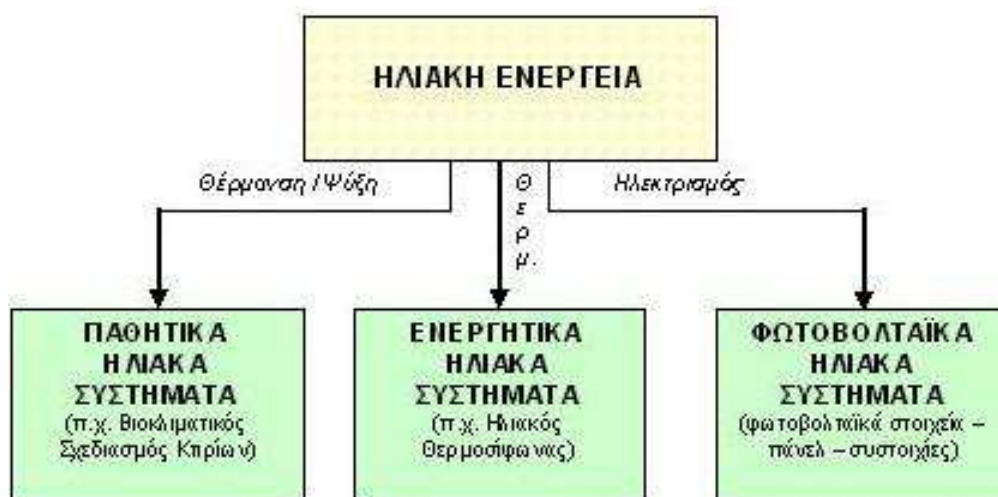 ΗΛΙΑΚΗ ΕΝΕΡΓΕΙΑ
Θέρμανση / Ψύξη
Θερμ.
Ηλεκτρισμός
ΠΑΘΗΤΙΚΑ
ΗΛΙΑΚΑ
ΣΥΣΤΗΜΑΤΑ
(π.χ. Βιοκλιματικός
Σχεδιασμός Κτιρίων)
ΕΝΕΡΓΗΤΙΚΑ
ΗΛΙΑΚΑ
ΣΥΣΤΗΜΑΤΑ
(π.χ. Ηλιακός
Θερμοσίφωνας)
ΦΩΤΟΒΟΛΤΑΪΚΑ
ΗΛΙΑΚΑ
ΣΥΣΤΗΜΑΤΑ
(φωτοβολταϊκά στοιχεία –
πάνελ – συστοιχίες)